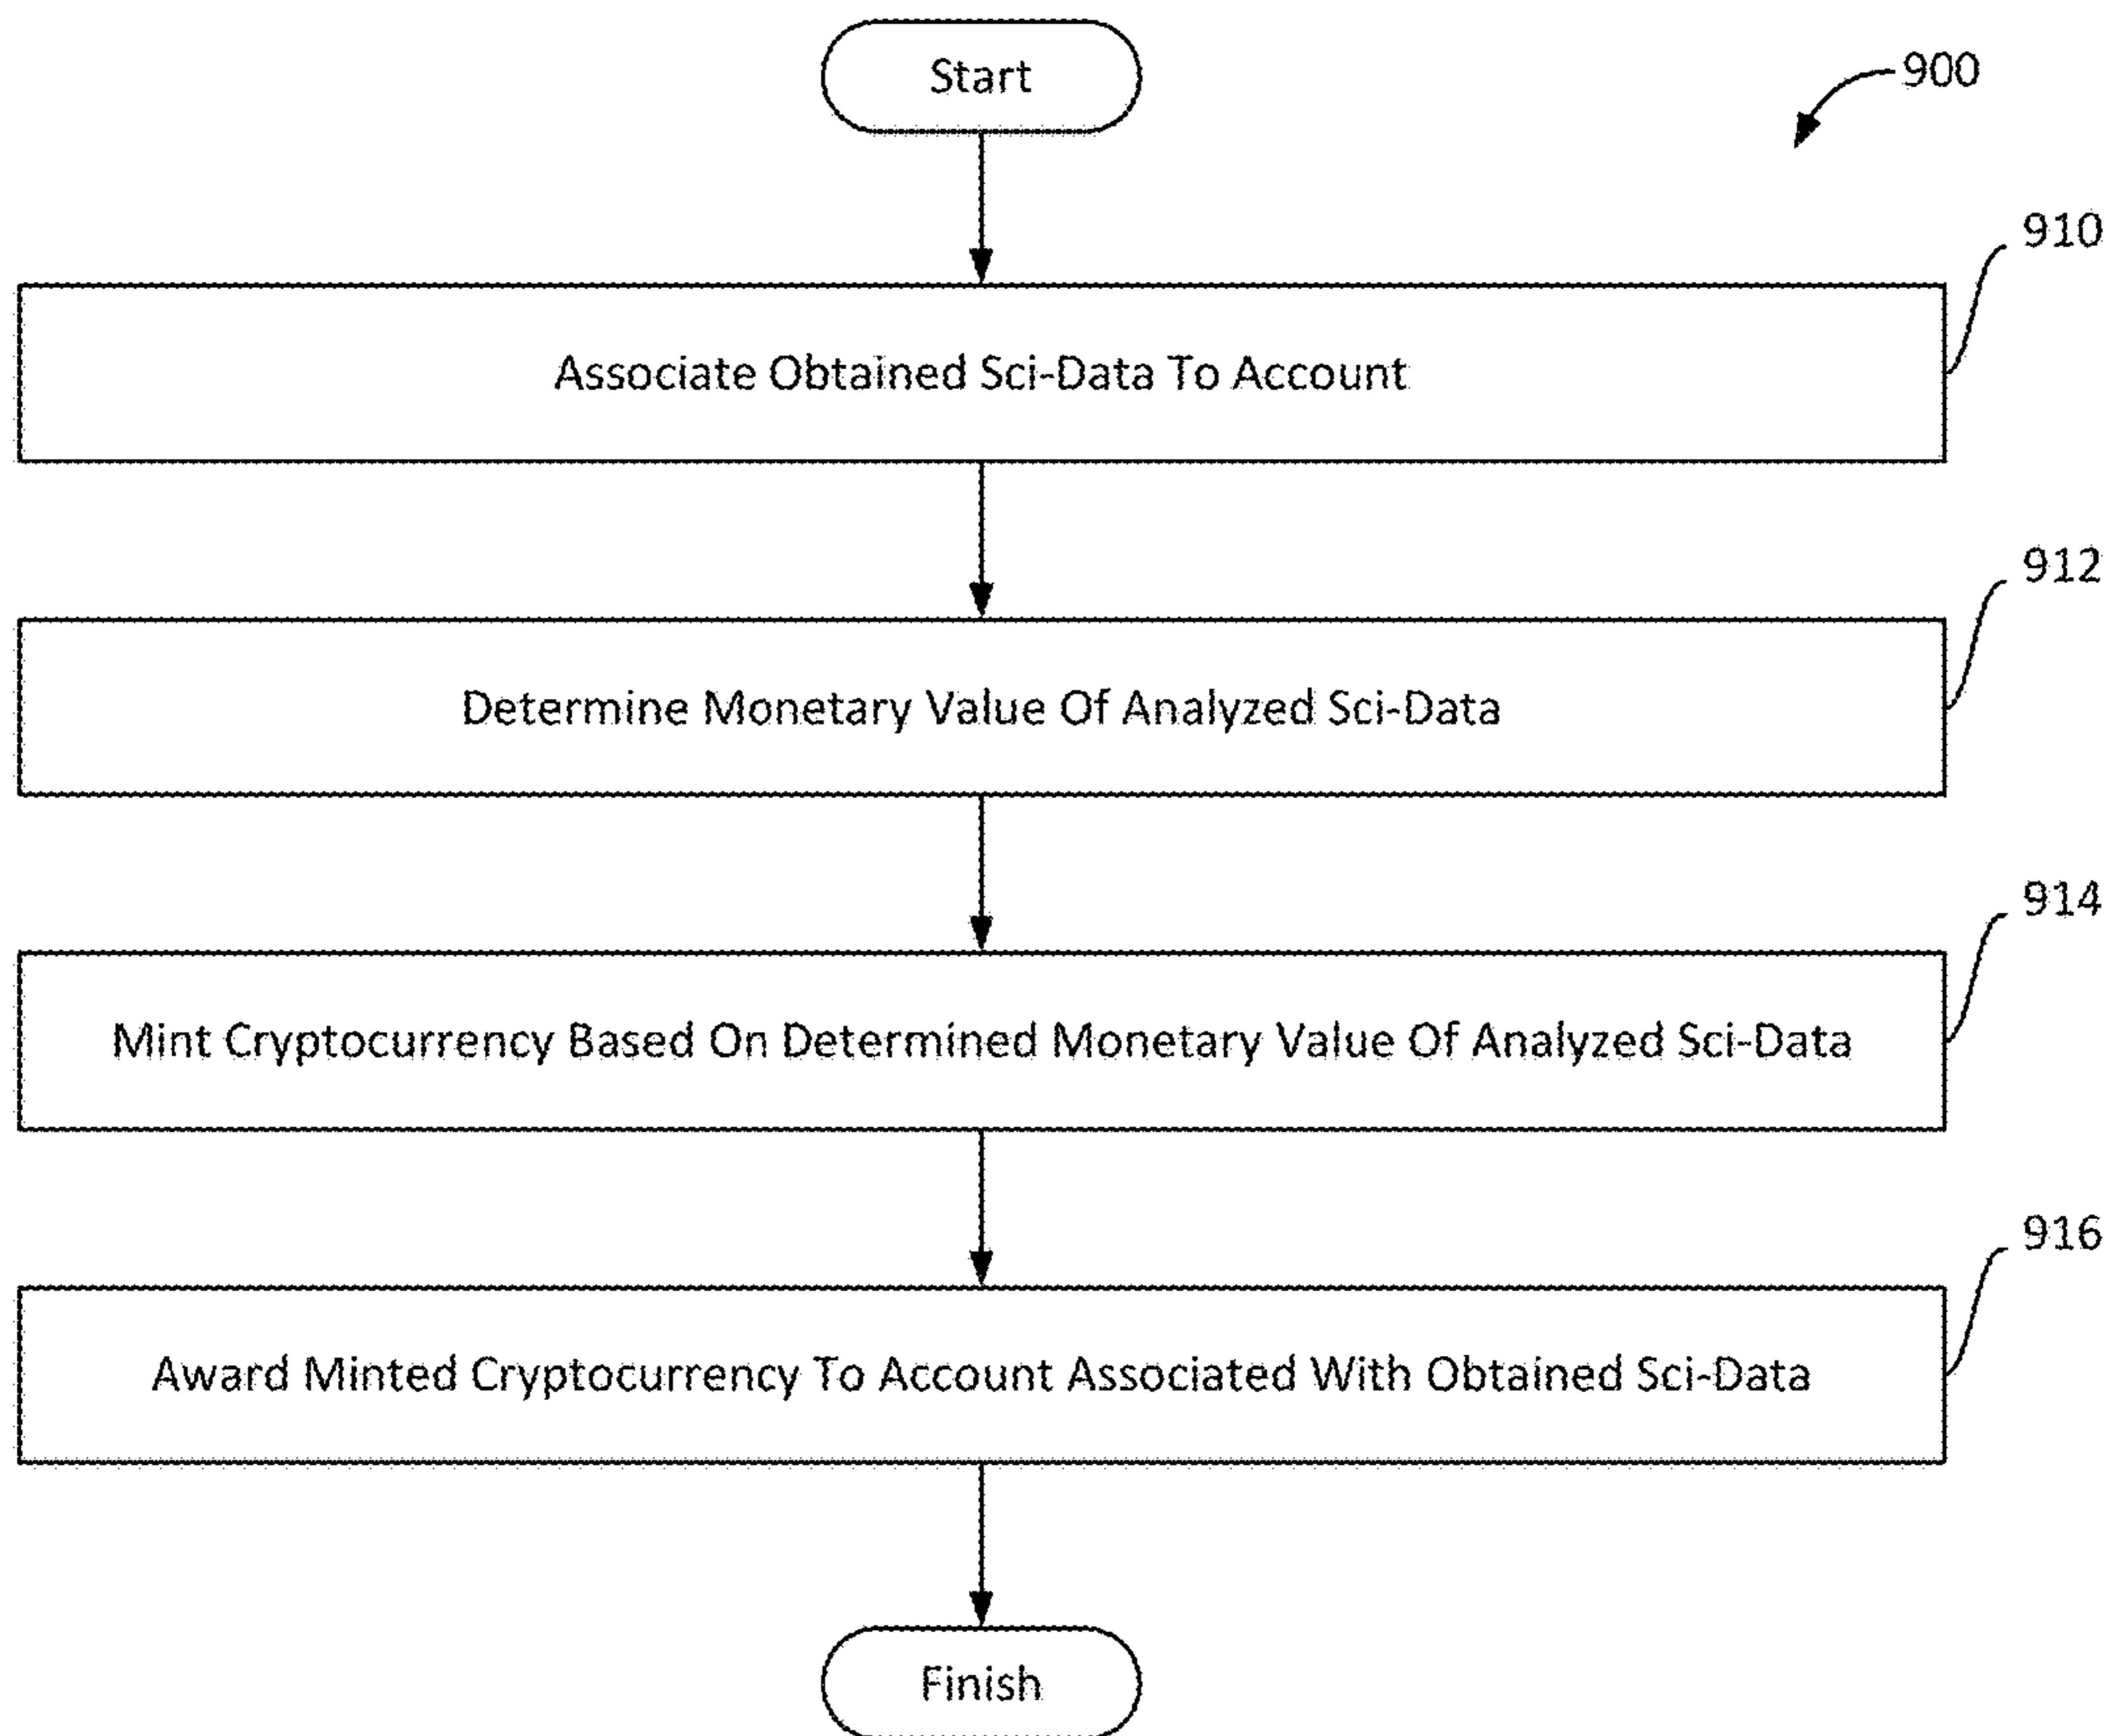 Start
900
910
Associate Obtained Sci-Data To Account
912
Determine Monetary Value Of Analyzed Sci-Data
914
Mint Cryptocurrency Based On Determined Monetary Value Of Analyzed Sci-Data
916
Award Minted Cryptocurrency To Account Associated With Obtained Sci-Data
Finish